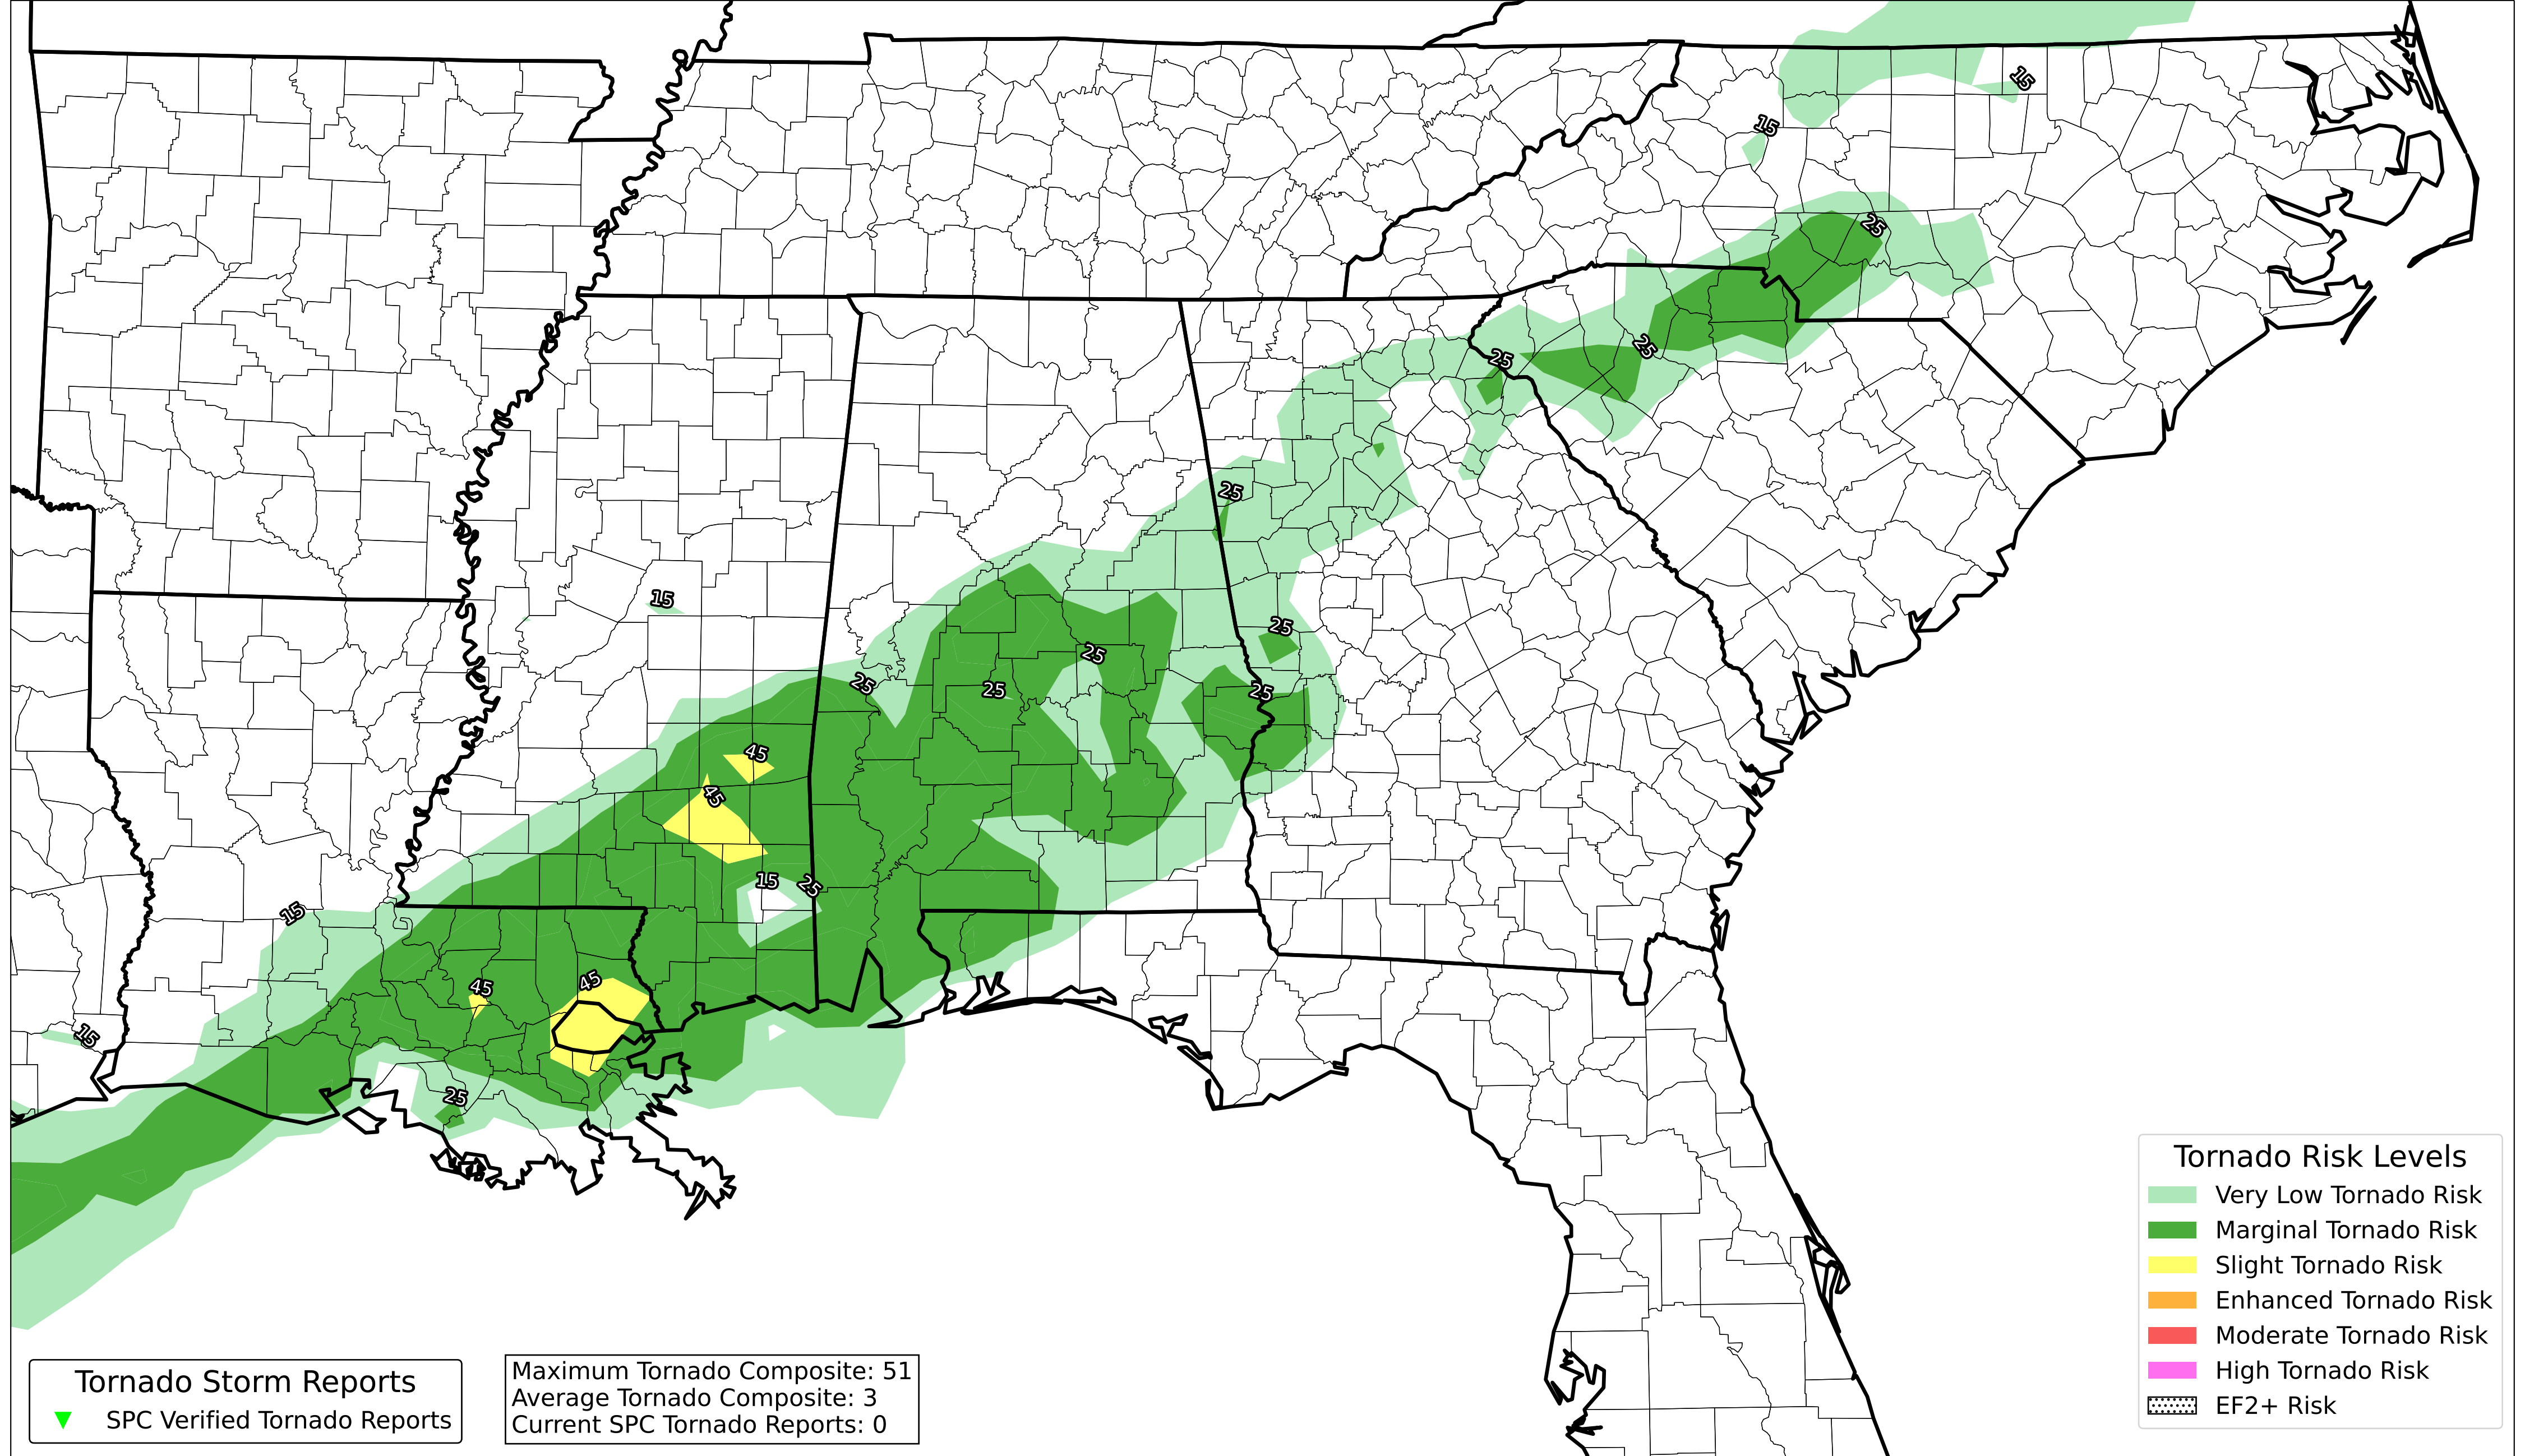 15
15
25
25
25
25
15
25
25
25
25
25
45
45
15
25
15
45
45
15
25
Tornado Risk Levels
Very Low Tornado Risk
Marginal Tornado Risk
Slight Tornado Risk
Enhanced Tornado Risk
Moderate Tornado Risk
High Tornado Risk
EF2+ Risk
Tornado Storm Reports
SPC Verified Tornado Reports
Maximum Tornado Composite: 51
Average Tornado Composite: 3
Current SPC Tornado Reports: 0